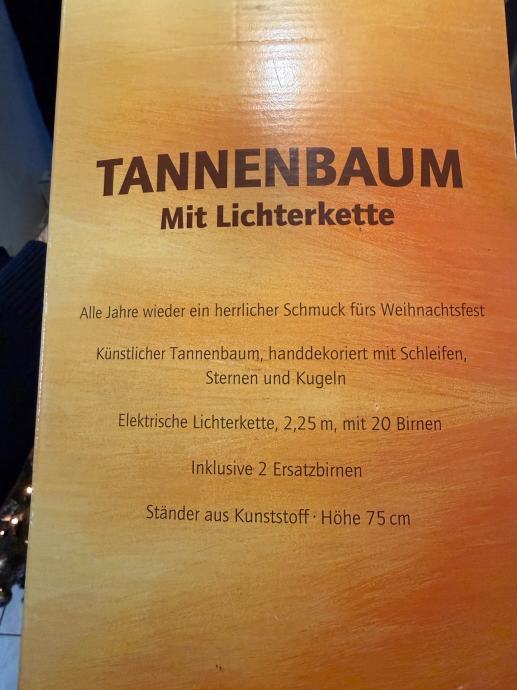 TANNENBAUM
Mit Lichterkette
Alle Jahre wieder ein herrlicher Schmuck fürs Weihnachtsfest
Künstlicher Tannenbaum, handdekoriert mit Schleifen,
Sternen und Kugeln
Elektrische Lichterkette, 2,25 m, mit 20 Birnen
Inklusive 2 Ersatzbirnen
Ständer aus Kunststoff · Höhe 75 cm